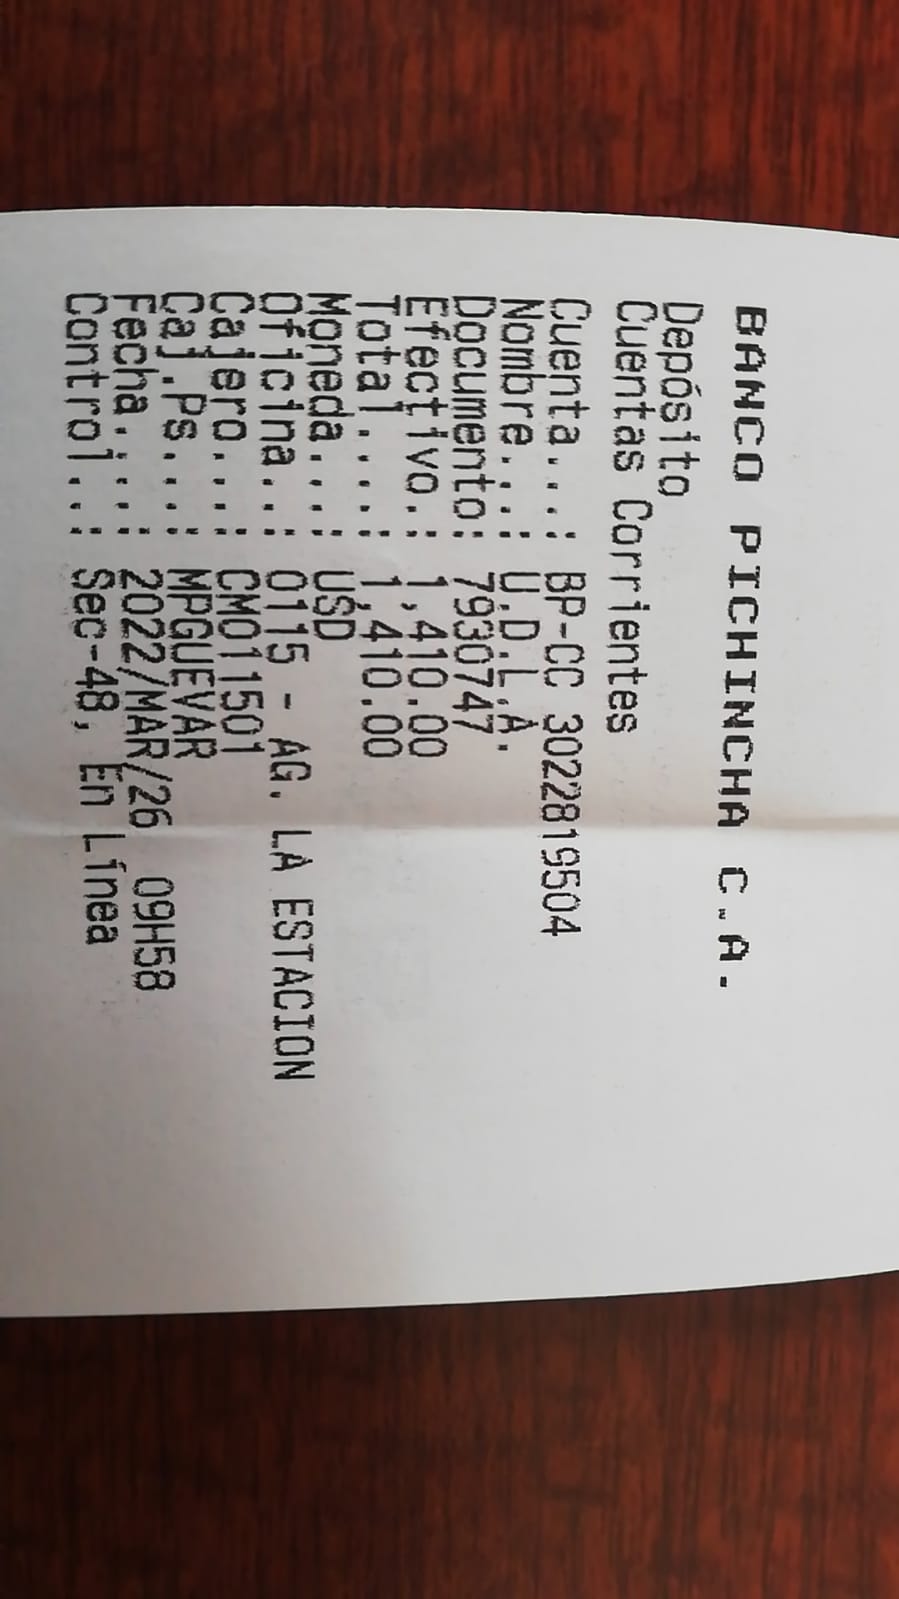 BANCO PICHINCHA C.A.
Depósito
Cuentas Corrientes
Cuenta...: BP-CC 3022819504
Nombre...: U.D.L.A.
Documento: 7930747
Efectivo.: 1,410.00
Total....: 1,410.00
Moneda...: USD
Oficina..: 0115 - AG. LA ESTACION
Cajero...: CM011501
Caj.Ps...: MPGUEVAR
Fecha....: 2022/MAR/26 09H58
Control..: Sec-48, En Línea